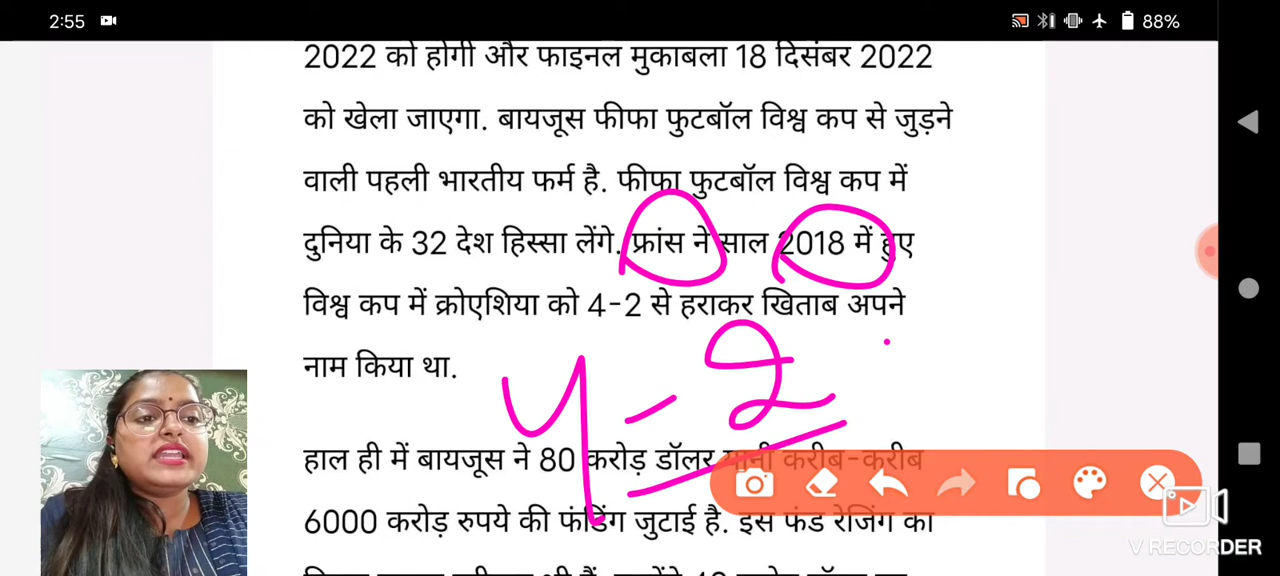 2:55
88%
2022 को होगी और फाइनल मुकाबला 18 दिसंबर 2022
को खेला जाएगा. बायजूस फीफा फुटबॉल विश्व कप से जुड़ने
वाली पहली भारतीय फर्म है. फीफा फुटबॉल विश्व कप में
दुनिया के 32 देश हिस्सा लेंगे. फ्रांस ने साल 2018 में हुए
विश्व कप में क्रोएशिया को 4-2 से हराकर खिताब अपने
नाम किया था.
4-2
हाल ही में बायजूस ने 80 करोड़ डॉलर यानी करीब-करीब
6000 करोड़ रुपये की फंडिंग जुटाई है. इस फंड रेजिंग का
V RECORDER